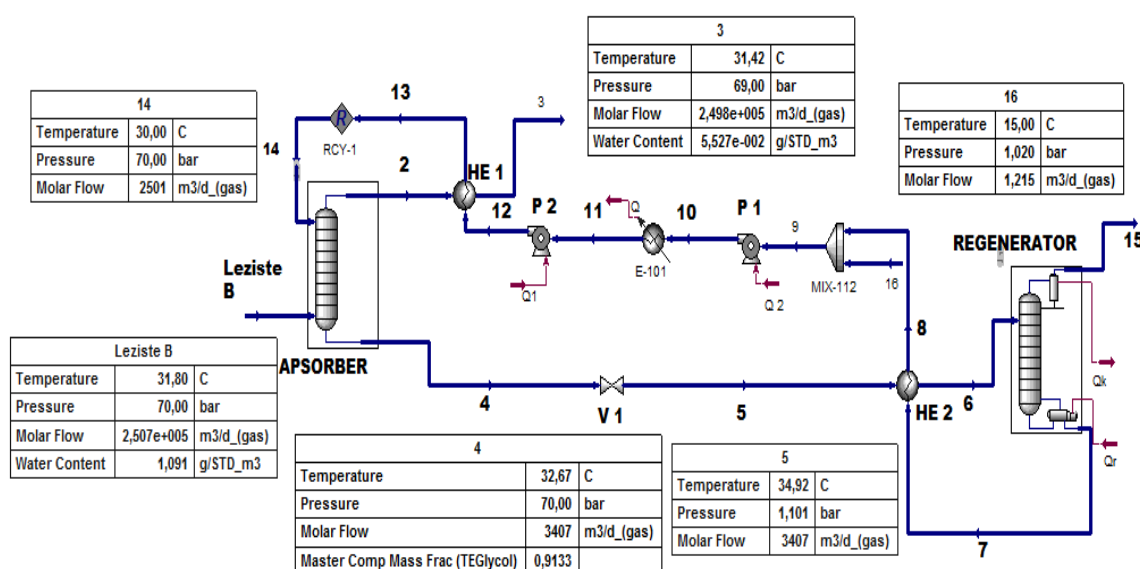 3
Temperature 31,42 C
Pressure 69,00 bar
Molar Flow 2,498e+005 m3/d_(gas)
Water Content 5,527e-002 g/STD_m3
14
Temperature 30,00 C
Pressure 70,00 bar
Molar Flow 2501 m3/d_(gas)
16
Temperature 15,00 C
Pressure 1,020 bar
Molar Flow 1,215 m3/d_(gas)
13
3
R
RCY-1
14
2
HE 1
12
P 2
11
Q
10
P 1
9
E-101
Q1
Q 2
MIX-112
16
REGENERATOR
15
Leziste
B
APSORBER
8
4
V 1
5
HE 2
6
Qk
Qr
7
Leziste B
Temperature 31,80 C
Pressure 70,00 bar
Molar Flow 2,507e+005 m3/d_(gas)
Water Content 1,091 g/STD_m3
4
Temperature 32,67 C
Pressure 70,00 bar
Molar Flow 3407 m3/d_(gas)
Master Comp Mass Frac (TEGlycol) 0,9133
5
Temperature 34,92 C
Pressure 1,101 bar
Molar Flow 3407 m3/d_(gas)